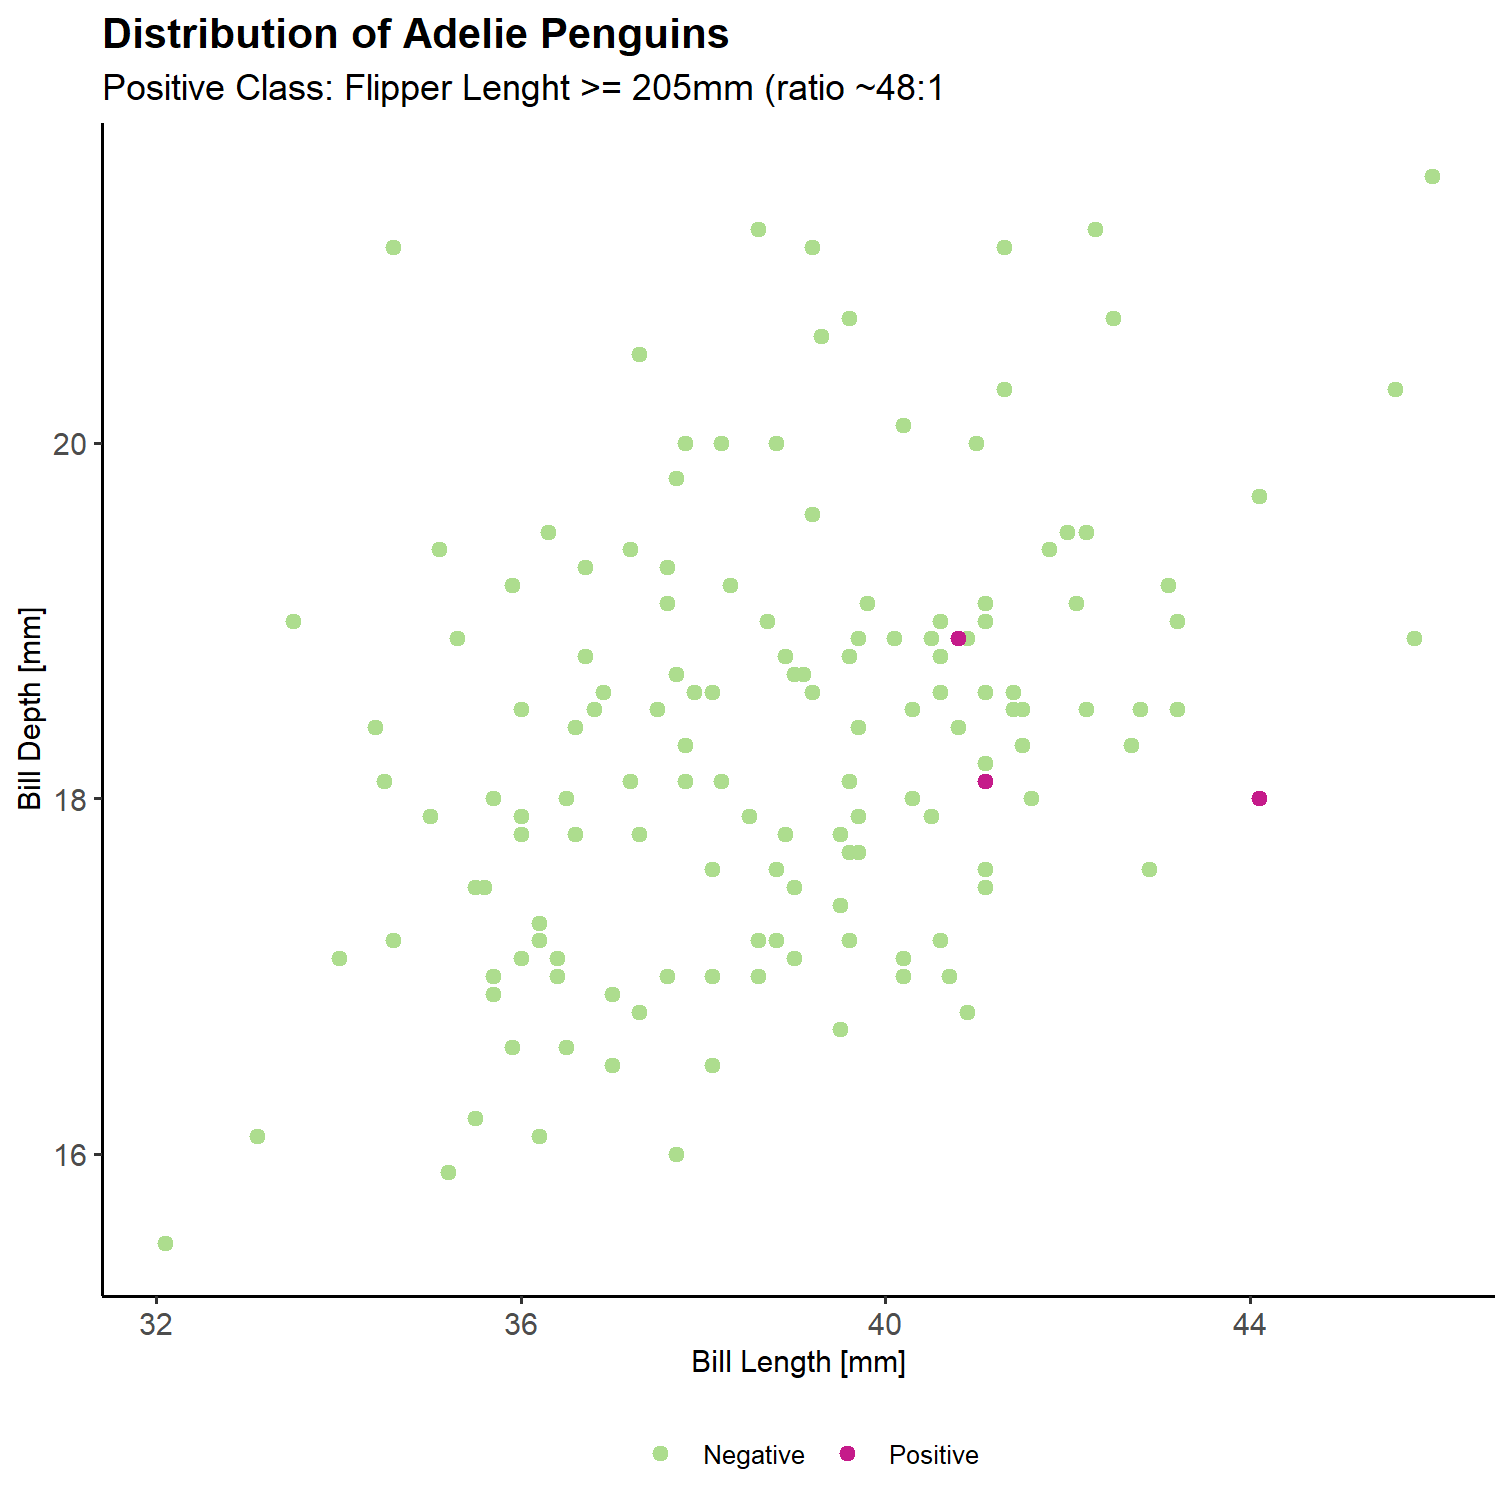 Distribution of Adelie Penguins
Positive Class: Flipper Lenght >= 205mm (ratio ~48:1
Bill Depth [mm]
20
18
16
32 36 40 44
Bill Length [mm]
Negative Positive